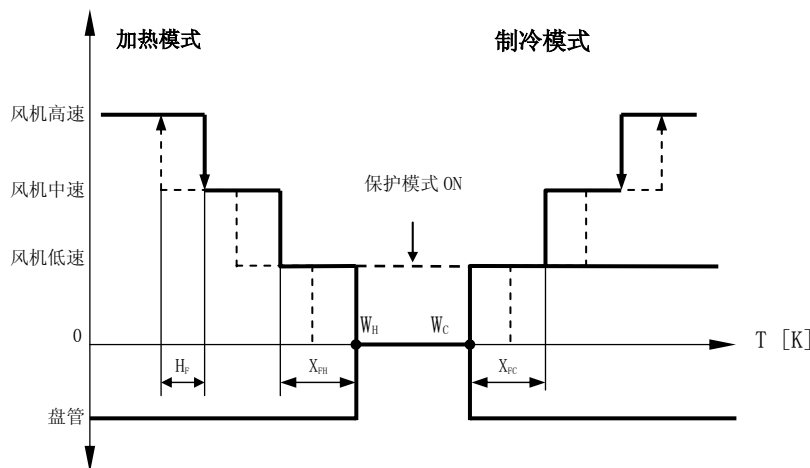 加热模式
制冷模式
风机高速
风机中速
保护模式 ON
风机低速
W_H
W_C
0
T [K]
H_F
X_FH
X_FC
盘管